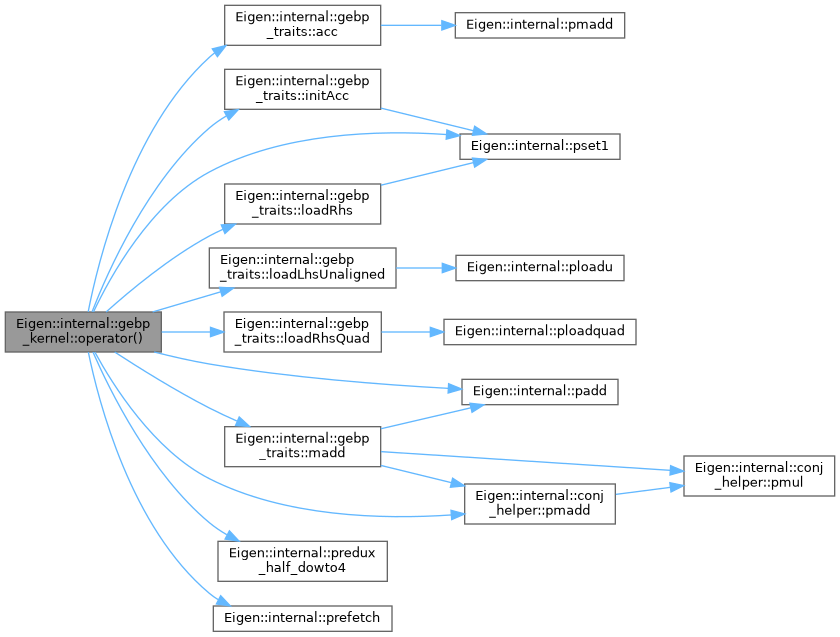 Eigen::internal::gebp
_traits::acc
Eigen::internal::pmadd
Eigen::internal::gebp
_traits::initAcc
Eigen::internal::pset1
Eigen::internal::gebp
_traits::loadRhs
Eigen::internal::gebp
_traits::loadLhsUnaligned
Eigen::internal::ploadu
Eigen::internal::gebp
_kernel::operator()
Eigen::internal::gebp
_traits::loadRhsQuad
Eigen::internal::ploadquad
Eigen::internal::padd
Eigen::internal::gebp
_traits::madd
Eigen::internal::conj
_helper::pmul
Eigen::internal::conj
_helper::pmadd
Eigen::internal::predux
_half_dowto4
Eigen::internal::prefetch